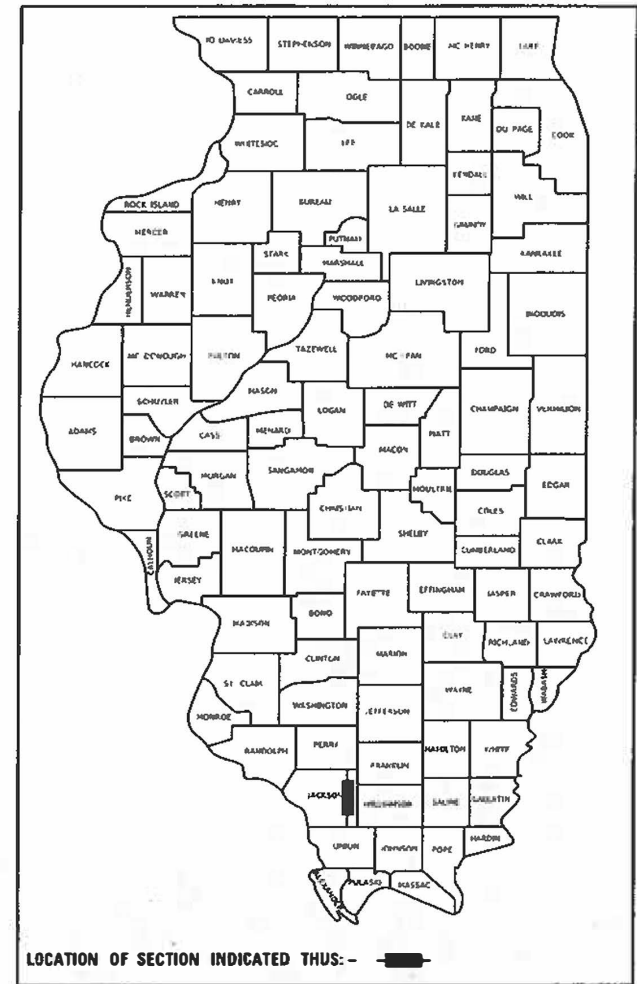 JO DAVIESS STEPHENSON WINNEBAGO BOONE MC HENRY LAKE
CARROLL OGLE DE KALB KANE DU PAGE COOK
WHITESIDE LEE KENDALL WILL
ROCK ISLAND HENRY BUREAU LA SALLE GRUNDY
MERCER PUTNAM KANKAKEE
STARK MARSHALL LIVINGSTON
HENDERSON WARREN KNOX PEORIA WOODFORD IROQUOIS
HANCOCK MC DONOUGH FULTON TAZEWELL MC LEAN FORD
SCHUYLER MASON LOGAN DE WITT CHAMPAIGN VERMILION
ADAMS BROWN CASS MENARD MACON PIATT
PIKE SCOTT MORGAN SANGAMON MOULTRIE DOUGLAS EDGAR
CHRISTIAN SHELBY COLES
CALHOUN GREENE MACOUPIN MONTGOMERY CUMBERLAND CLARK
JERSEY FAYETTE EFFINGHAM JASPER CRAWFORD
MADISON BOND CLAY RICHLAND LAWRENCE
CLINTON MARION
ST. CLAIR WASHINGTON JEFFERSON WAYNE EDWARDS WABASH
MONROE
RANDOLPH PERRY FRANKLIN HAMILTON WHITE
JACKSON WILLIAMSON SALINE GALLATIN
UNION JOHNSON POPE HARDIN
ALEXANDER PULASKI MASSAC
LOCATION OF SECTION INDICATED THUS:-